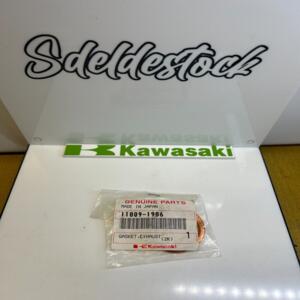 Sdeldestock
Kawasaki
GENUINE PARTS
MADE IN JAPAN
11009-1986
GASKET, EXHAUST 1
Kawasaki